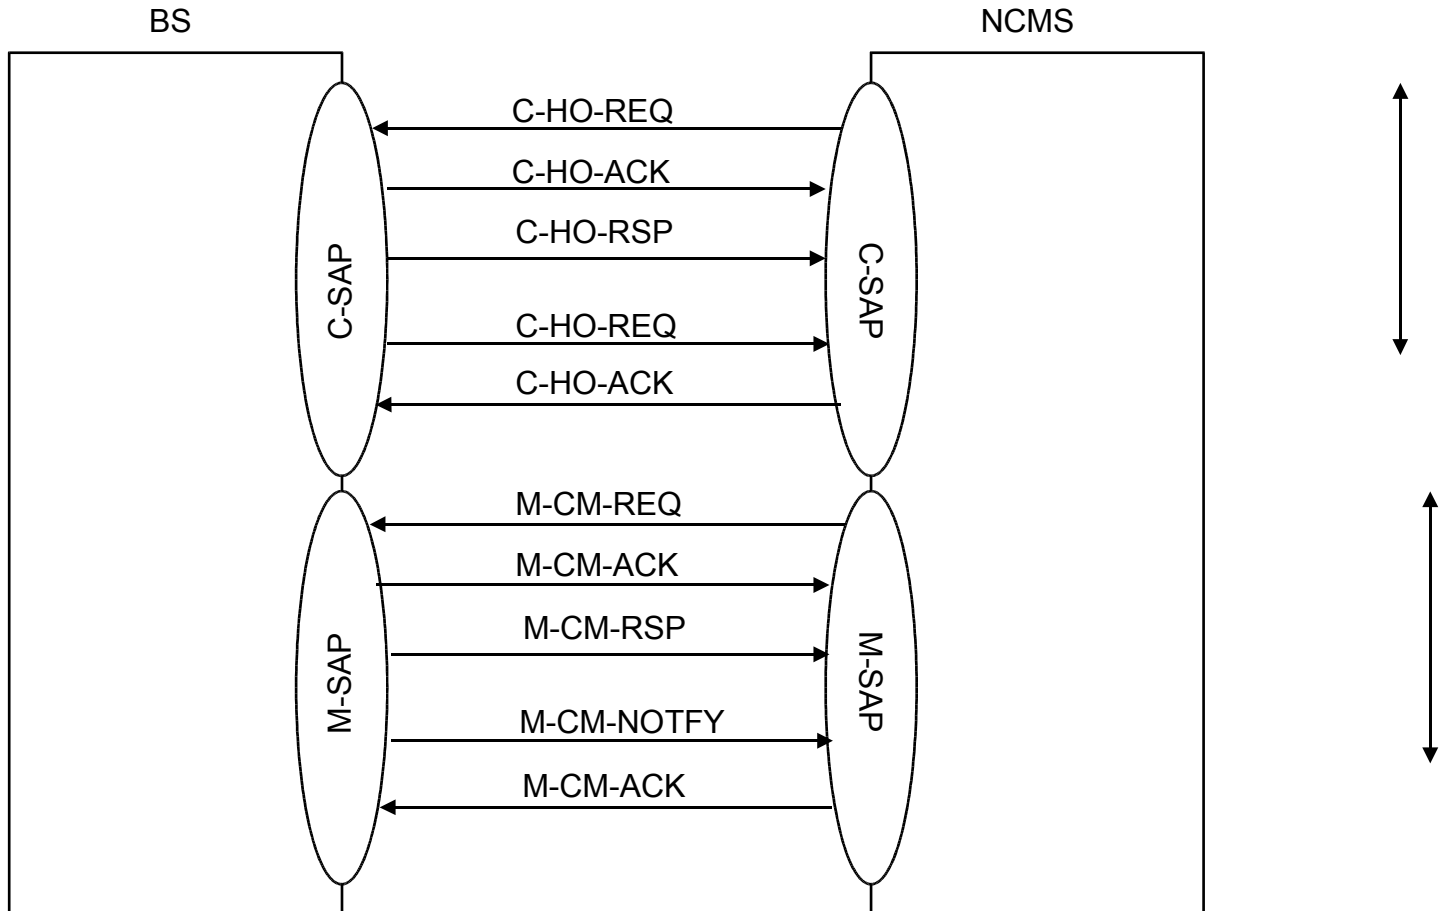 BS
NCMS
C-HO-REQ
C-HO-ACK
C-HO-RSP
C-HO-REQ
C-HO-ACK
C-SAP
C-SAP
M-CM-REQ
M-CM-ACK
M-CM-RSP
M-CM-NOTFY
M-CM-ACK
M-SAP
M-SAP